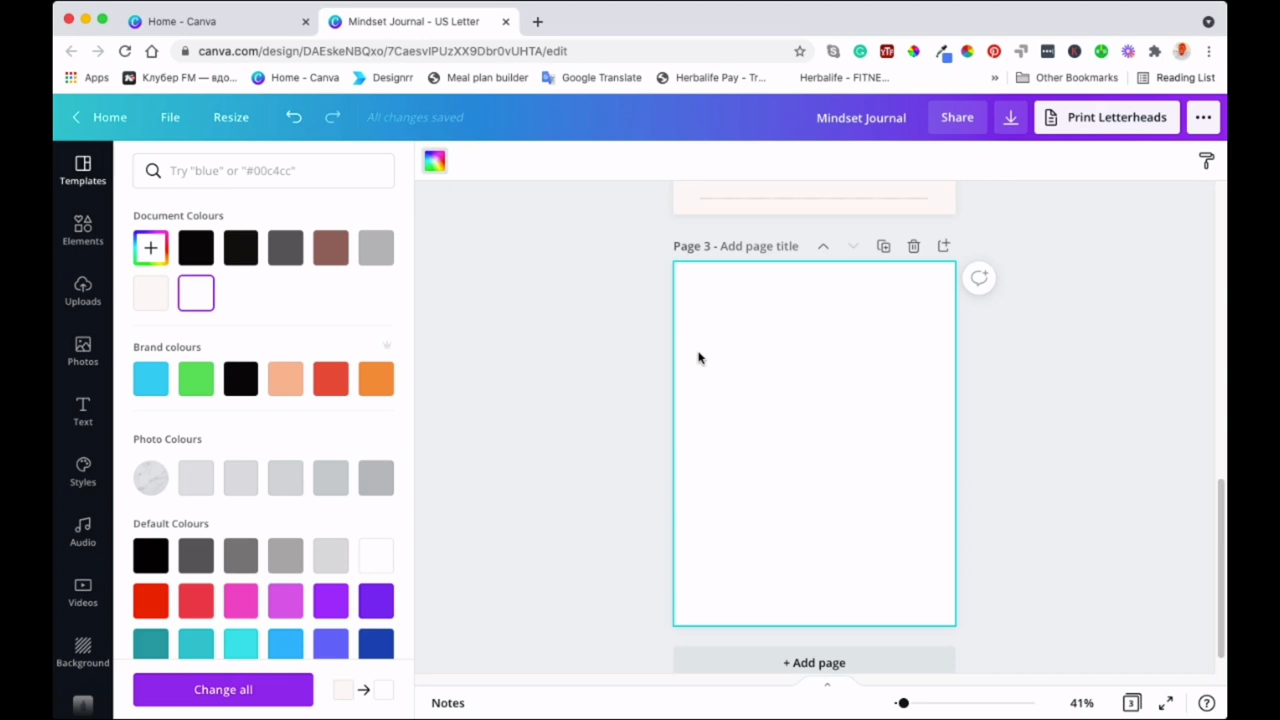 Home - Canva
Mindset Journal - US Letter
canva.com/design/DAEskeNBQxo/7CaesvIPUzXX9Dbr0vUHTA/edit
Apps
Клубер FM — вдо...
Home - Canva
Designrr
Meal plan builder
Google Translate
Herbalife Pay - Tr...
Herbalife - FITNE...
»
Other Bookmarks
Reading List
Home
File
Resize
All changes saved
Mindset Journal
Share
Print Letterheads
Templates
Elements
Uploads
Photos
Text
Styles
Audio
Videos
Background
Try "blue" or "#00c4cc"
Document Colours
Brand colours
Photo Colours
Default Colours
Change all
Page 3 - Add page title
+ Add page
Notes
41%
3